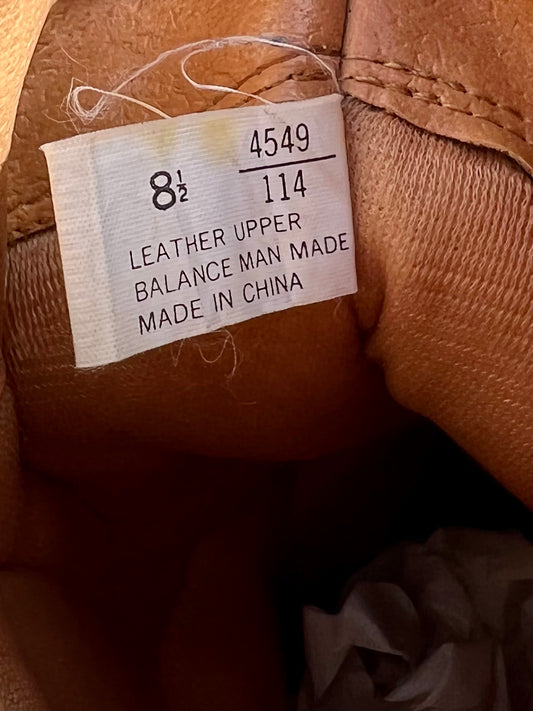 8½ 4549
114
LEATHER UPPER
BALANCE MAN MADE
MADE IN CHINA